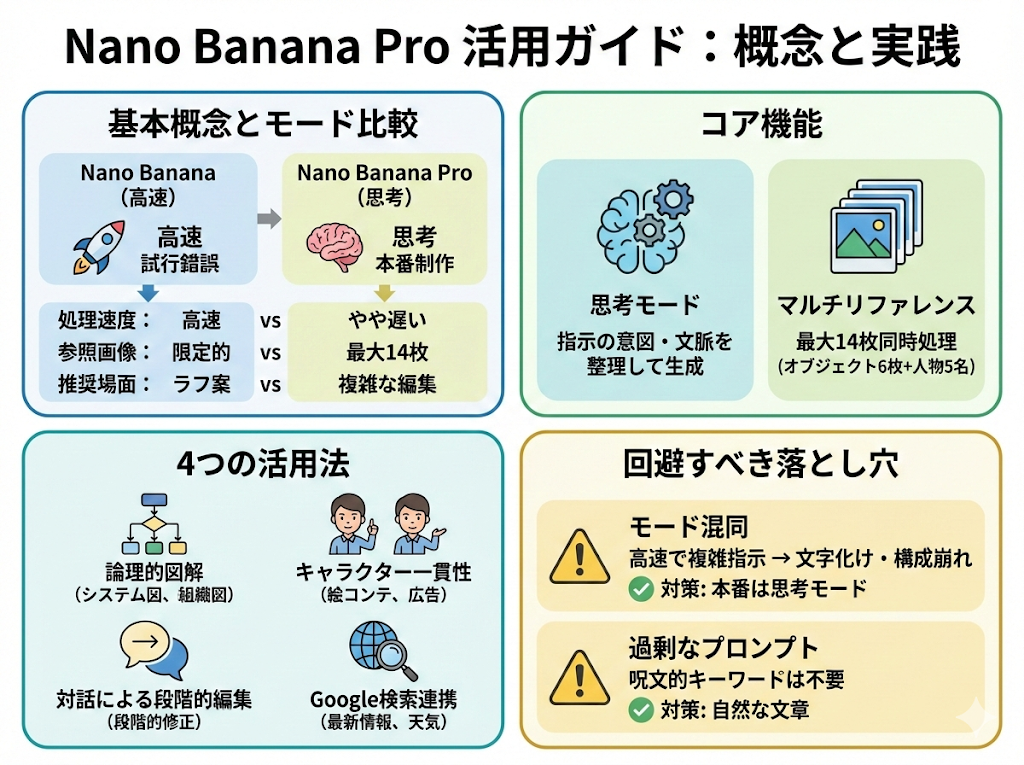 Nano Banana Pro 活用ガイド：概念と実践
基本概念とモード比較
Nano Banana
（高速）
高速
試行錯誤
Nano Banana Pro
（思考）
思考
本番制作
処理速度： 高速 vs やや遅い
参照画像： 限定的 vs 最大14枚
推奨場面： ラフ案 vs 複雑な編集
コア機能
思考モード
指示の意図・文脈を
整理して生成
マルチリファレンス
最大14枚同時処理
(オブジェクト6枚+人物5名)
4つの活用法
論理的図解
（システム図、組織図）
キャラクター一貫性
（絵コンテ、広告）
対話による段階的編集
（段階的修正）
Google検索連携
（最新情報、天気）
回避すべき落とし穴
モード混同
高速で複雑指示 → 文字化け・構成崩れ
対策: 本番は思考モード
過剰なプロンプト
呪文的キーワードは不要
対策: 自然な文章